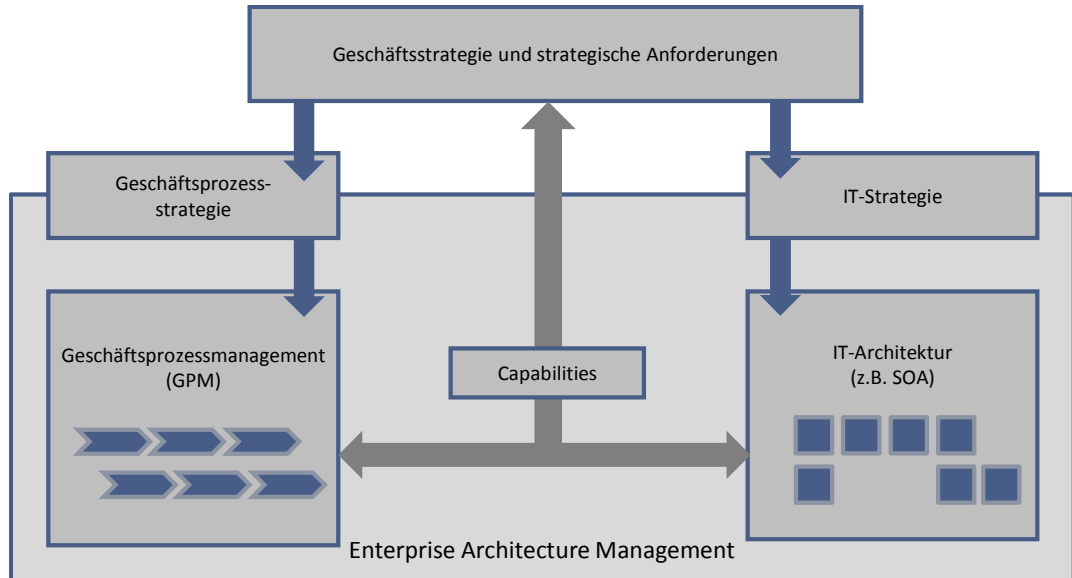 Geschäftsstrategie und strategische Anforderungen
Geschäftsprozess-
strategie
IT-Strategie
Geschäftsprozessmanagement
(GPM)
Capabilities
IT-Architektur
(z.B. SOA)
Enterprise Architecture Management